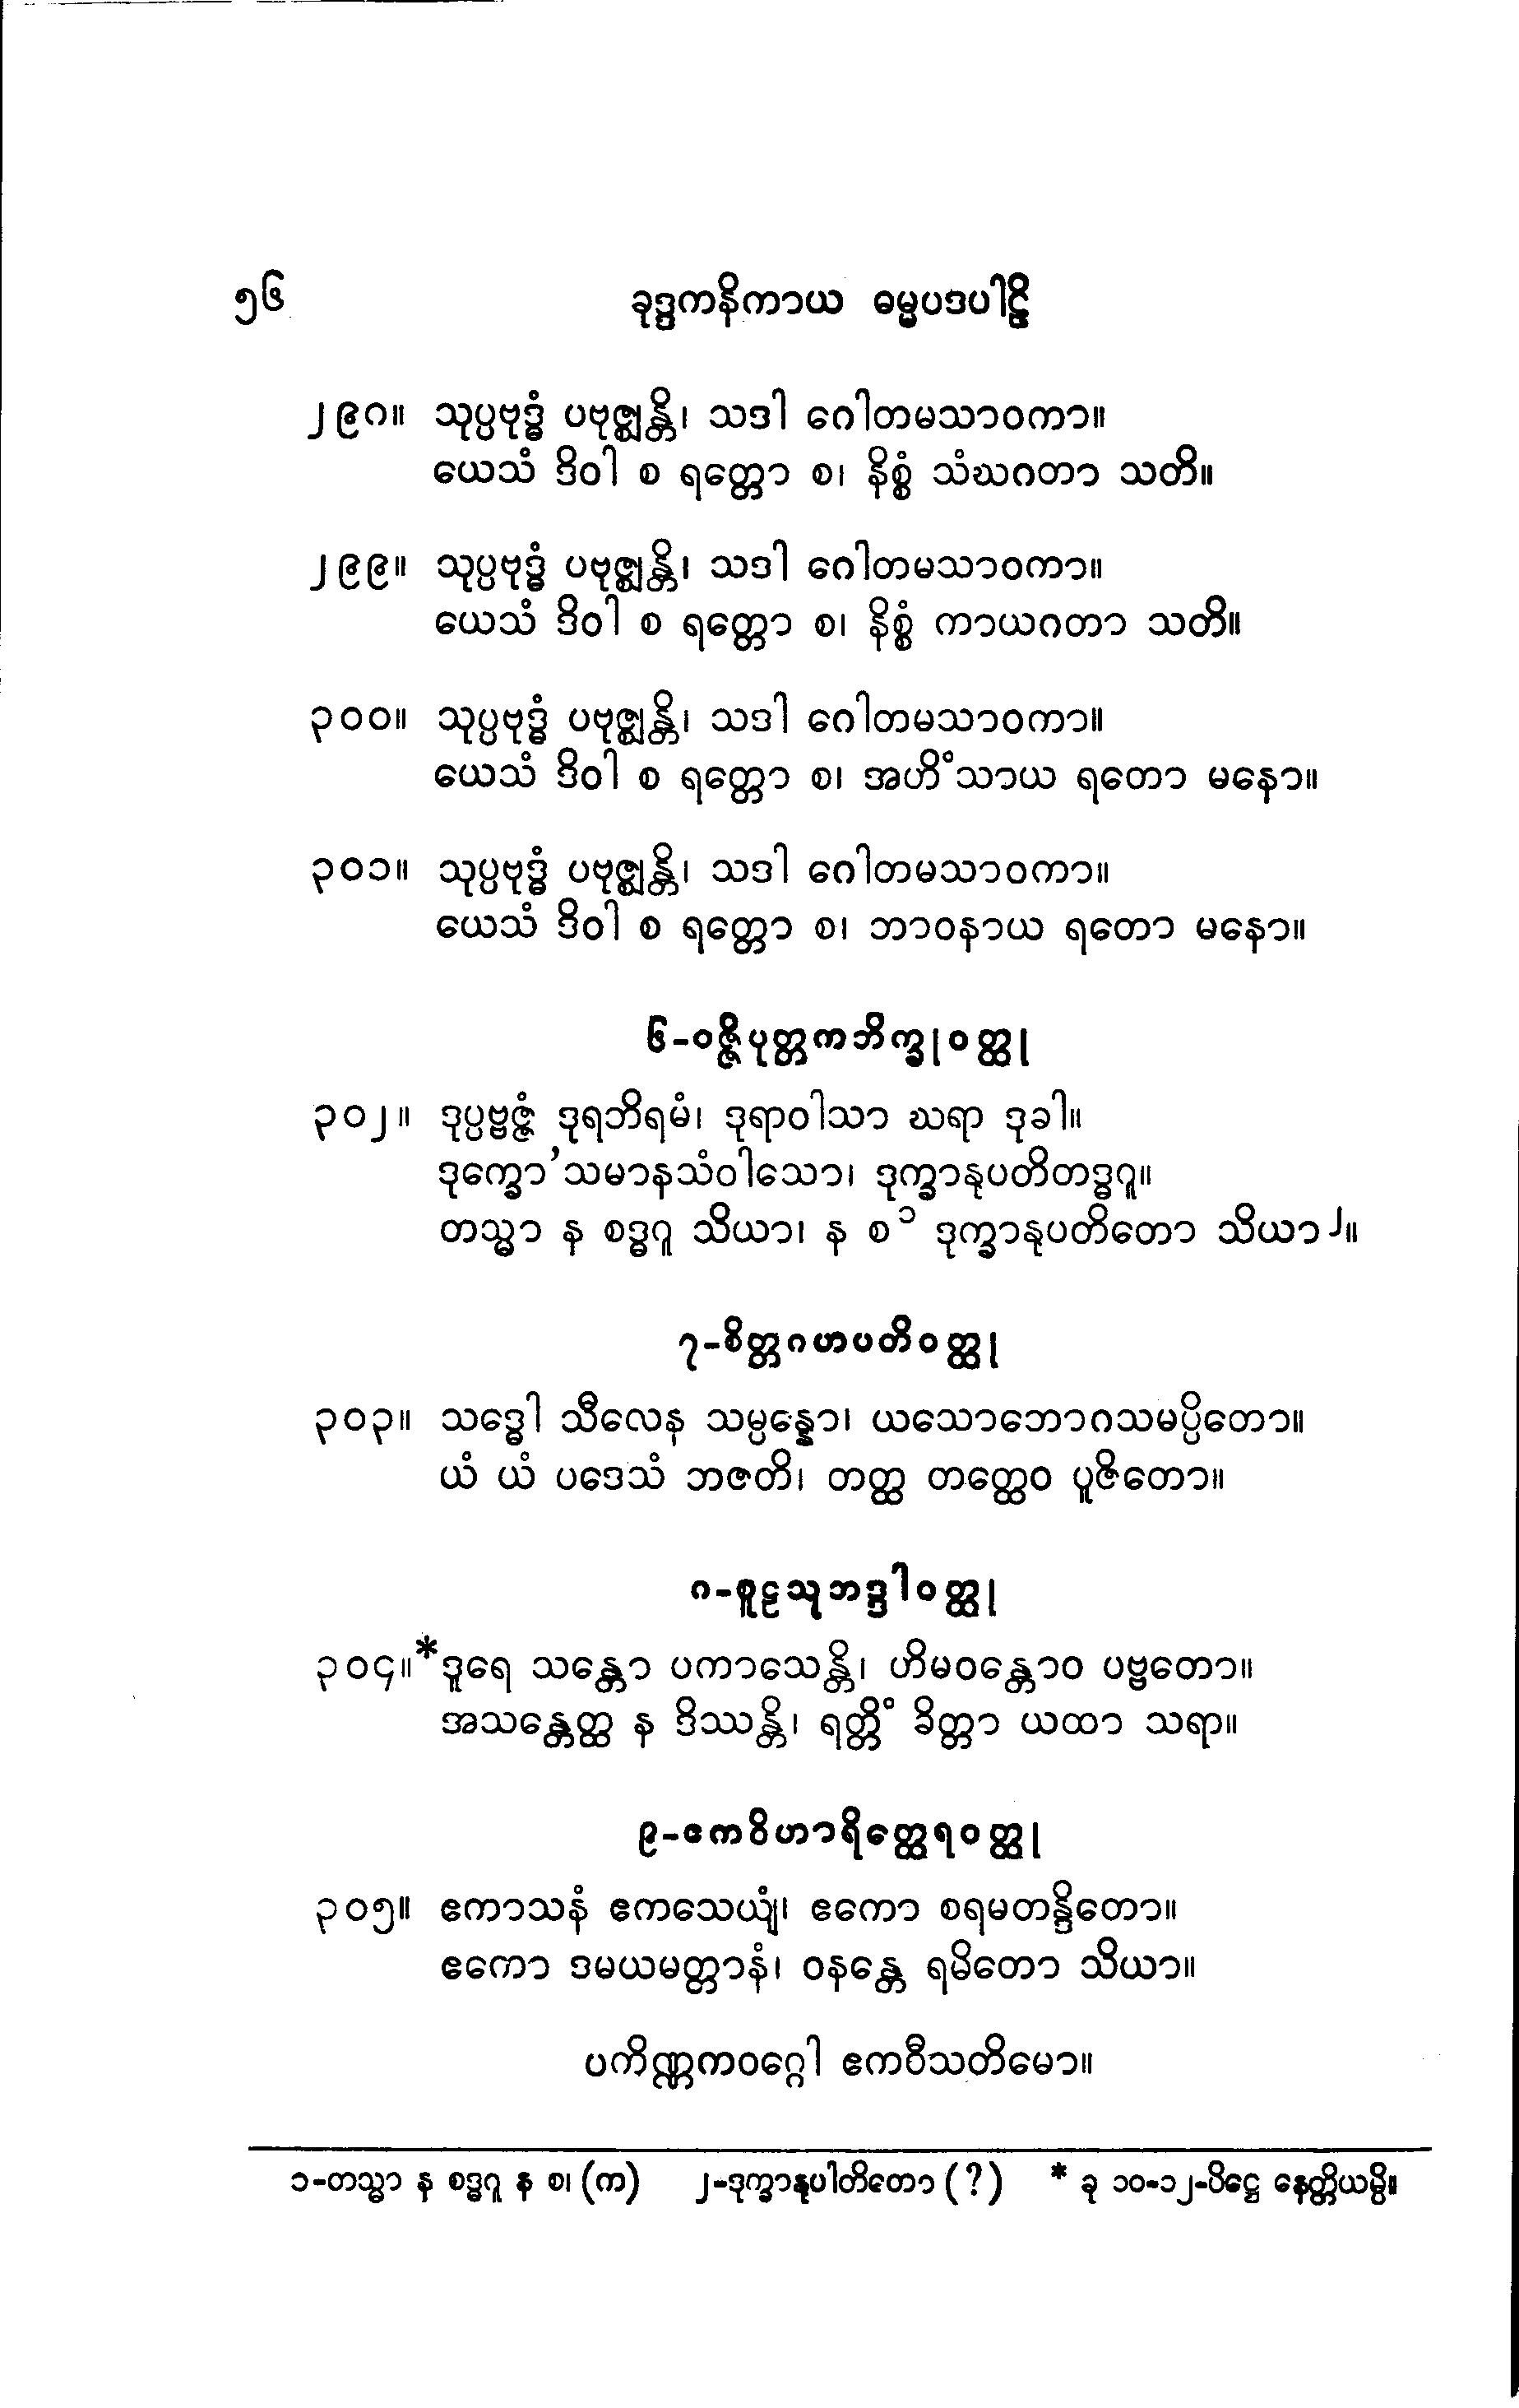 ၅၆ ခုဒ္ဒကနိကာယ ဓမ္မပဒပါဠိ
၂၉၈။ သုပ္ပဗုဒ္ဓံ ပဗုဇ္ဈန္တိ၊ သဒါ ဂေါတမသာဝကာ။
ယေသံ ဒိဝါ စ ရတ္တော စ၊ နိစ္စံ သံဃဂတာ သတိ။
၂၉၉။ သုပ္ပဗုဒ္ဓံ ပဗုဇ္ဈန္တိ၊ သဒါ ဂေါတမသာဝကာ။
ယေသံ ဒိဝါ စ ရတ္တော စ၊ နိစ္စံ ကာယဂတာ သတိ။
၃၀၀။ သုပ္ပဗုဒ္ဓံ ပဗုဇ္ဈန္တိ၊ သဒါ ဂေါတမသာဝကာ။
ယေသံ ဒိဝါ စ ရတ္တော စ၊ အဟိံသာယ ရတော မနော။
၃၀၁။ သုပ္ပဗုဒ္ဓံ ပဗုဇ္ဈန္တိ၊ သဒါ ဂေါတမသာဝကာ။
ယေသံ ဒိဝါ စ ရတ္တော စ၊ ဘာဝနာယ ရတော မနော။
၆-ဝဇ္ဇိပုတ္တကဘိက္ခုဝတ္ထု
၃၀၂။ ဒုပ္ပဗ္ဗဇ္ဇံ ဒုရဘိရမံ၊ ဒုရာဝါသာ ဃရာ ဒုခါ။
ဒုက္ခော’သမာနသံဝါသော၊ ဒုက္ခာနုပတိတဒ္ဓဂူ။
တသ္မာ န စဒ္ဓဂူ သိယာ၊ န စ၁ ဒုက္ခာနုပတိတော သိယာ၂။
၇-စိတ္တဂဟပတိဝတ္ထု
၃၀၃။ သဒ္ဓေါ သီလေန သမ္ပန္နော၊ ယသောဘောဂသမပ္ပိတော။
ယံ ယံ ပဒေသံ ဘဇတိ၊ တတ္ထ တတ္ထေဝ ပူဇိတော။
၈-စူဠသုဘဒ္ဒါဝတ္ထု
၃၀၄။*ဒူရေ သန္တော ပကာသေန္တိ၊ ဟိမဝန္တောဝ ပဗ္ဗတော။
အသန္တေတ္ထ န ဒိဿန္တိ၊ ရတ္တိံ ခိတ္တာ ယထာ သရာ။
၉-ဧကဝိဟာရိတ္ထေရဝတ္ထု
၃၀၅။ ဧကာသနံ ဧကသေယျံ၊ ဧကော စရမတန္ဒိတော။
ဧကော ဒမယမတ္တာနံ၊ ဝနန္တေ ရမိတော သိယာ။
ပကိဏ္ဏကဝဂ္ဂေါ ဧကဝီသတိမော။
၁-တသ္မာ န စဒ္ဓဂူ န စ၊ (က) ၂-ဒုက္ခာနုပါတိတော (?) * ခု ၁၀-၁၂-ပိဋ္ဌေ နေတ္တိယမ္ပိ။